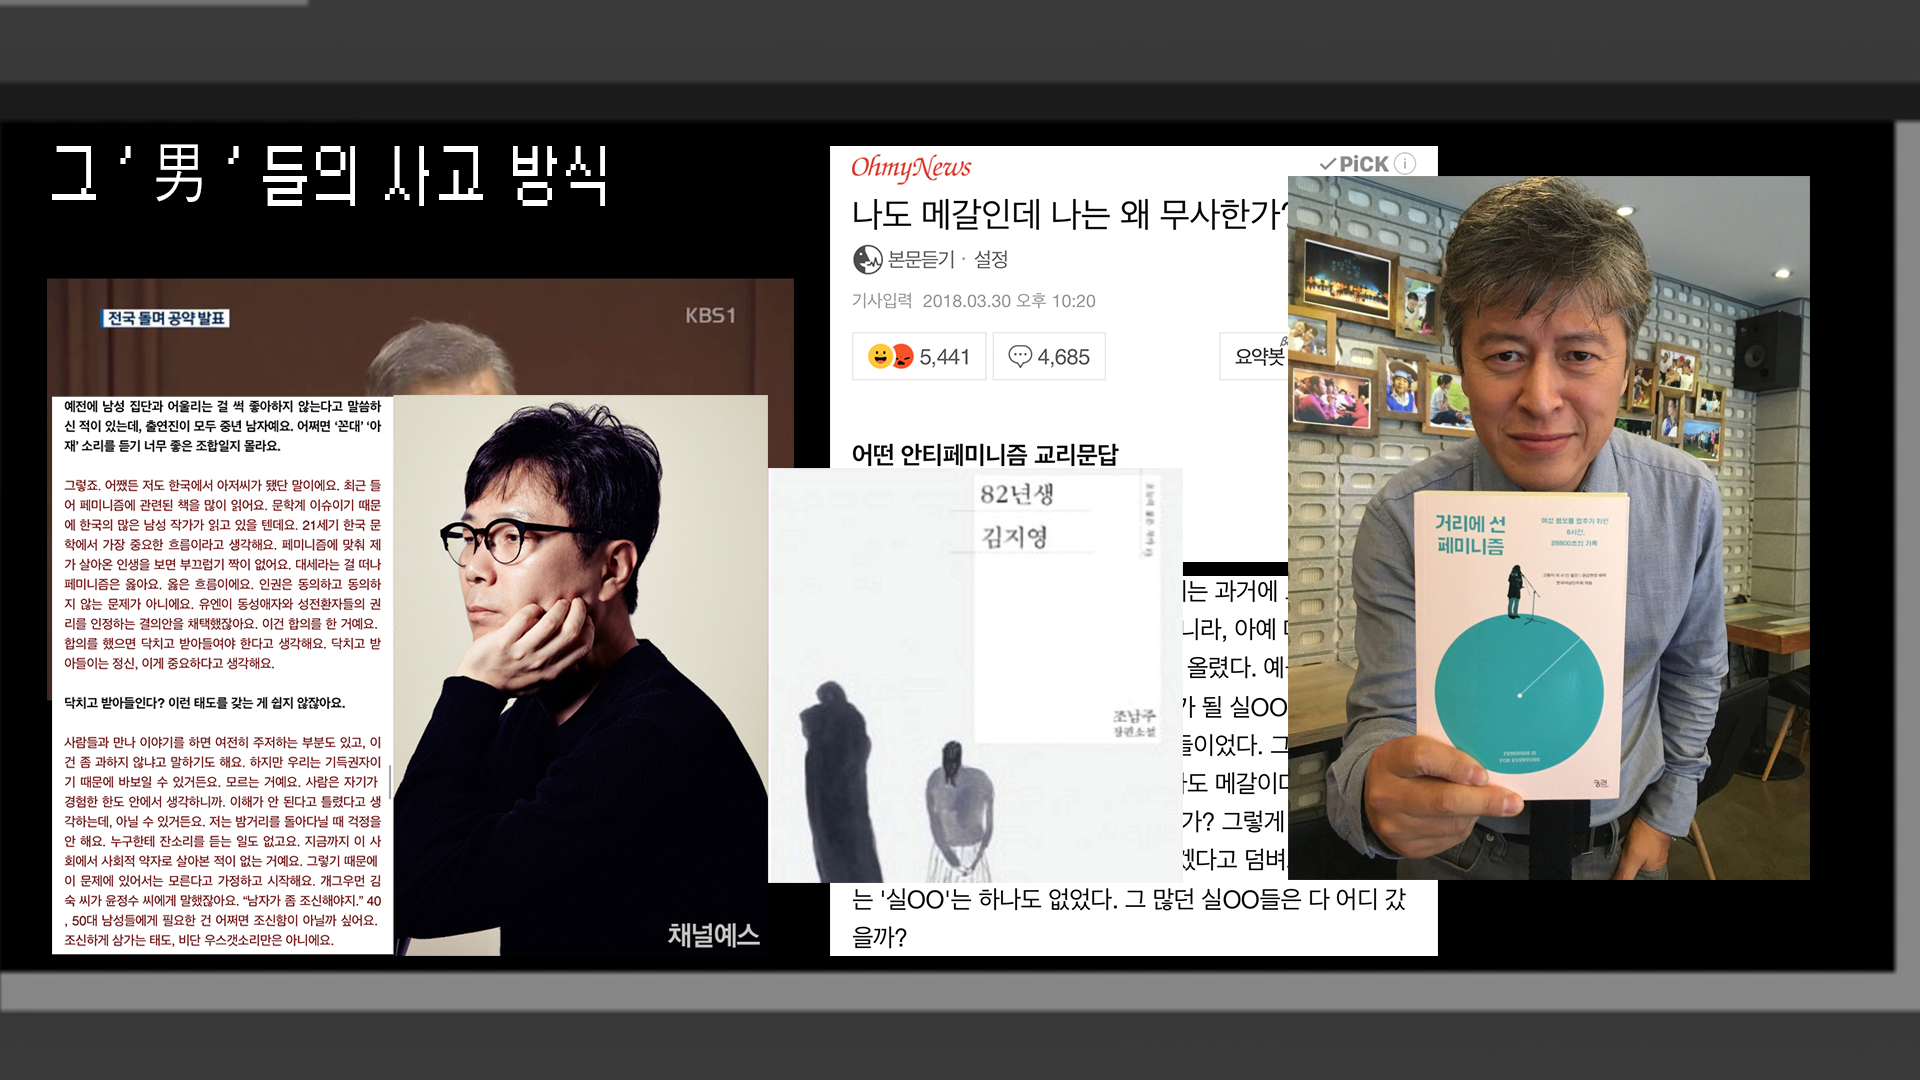 그 '男' 들의 사고 방식
전국 돌며 공약 발표
KBS1
예전에 남성 집단과 어울리는 걸 썩 좋아하지 않는다고 말씀하
신 적이 있는데, 출연진이 모두 중년 남자예요. 어쩌면 ‘꼰대’ ‘아
재’ 소리를 듣기 너무 좋은 조합일지 몰라요.
그렇죠. 어쨌든 저도 한국에서 아저씨가 됐단 말이에요. 최근 들
어 페미니즘에 관련된 책을 많이 읽어요. 문학계 이슈이기 때문
에 한국의 많은 남성 작가가 읽고 있을 텐데요. 21세기 한국 문
학에서 가장 중요한 흐름이라고 생각해요. 페미니즘에 맞춰 제
가 살아온 인생을 보면 부끄럽기 짝이 없어요. 대세라는 걸 떠나
페미니즘은 옳아요. 옳은 흐름이에요. 인권은 동의하고 동의하
지 않는 문제가 아니에요. 유엔이 동성애자와 성전환자들의 권
리를 인정하는 결의안을 채택했잖아요. 이건 합의를 한 거예요.
합의를 했으면 닥치고 받아들여야 한다고 생각해요. 닥치고 받
아들이는 정신, 이게 중요하다고 생각해요.
닥치고 받아들인다? 이런 태도를 갖는 게 쉽지 않잖아요.
사람들과 만나 이야기를 하면 여전히 주저하는 부분도 있고, 이
건 좀 과하지 않냐고 말하기도 해요. 하지만 우리는 기득권자이
기 때문에 바보일 수 있거든요. 모르는 거예요. 사람은 자기가
경험한 한도 안에서 생각하니까. 이해가 안 된다고 틀렸다고 생
각하는데, 아닐 수 있거든요. 저는 밤거리를 돌아다닐 때 걱정을
안 해요. 누구한테 잔소리를 듣는 일도 없고요. 지금까지 이 사
회에서 사회적 약자로 살아본 적이 없는 거예요. 그렇기 때문에
이 문제에 있어서는 모른다고 가정하고 시작해요. 개그우먼 김
숙 씨가 윤정수 씨에게 말했잖아요. “남자가 좀 조신해야지.” 40
, 50대 남성들에게 필요한 건 어쩌면 조신함이 아닐까 싶어요.
조신하게 삼가는 태도, 비단 우스갯소리만은 아니에요.
채널예스
82년생
김지영
조남주
장편소설
OhmyNews
PiCK
나도 메갈인데 나는 왜 무사한가?
본문듣기 · 설정
기사입력 2018.03.30 오후 10:20
5,441
4,685
요약봇
어떤 안티페미니즘 교리문답
는 과거에
니라, 아예
올렸다. 예
가 될 실OO
들이었다. 그
도 메갈이다
가? 그렇게
겠다고 덤벼
는 '실OO'는 하나도 없었다. 그 많던 실OO들은 다 어디 갔
을까?
거리에 선
페미니즘
여성 혐오를 멈추기 위한
8시간,
28800초의 기록
FEMINISM IS
FOR EVERYONE